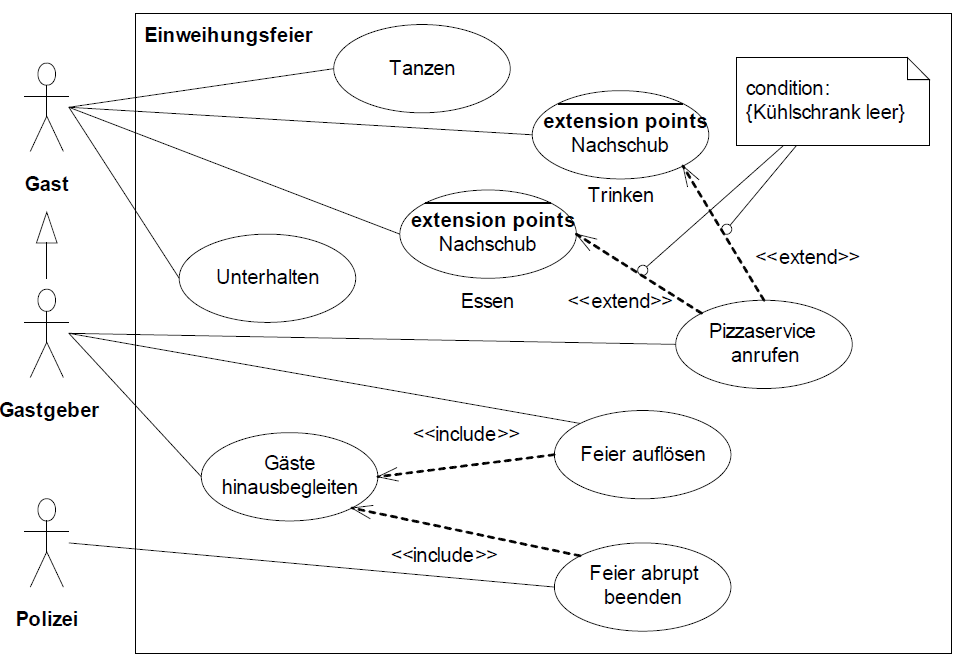 Einweihungsfeier
Tanzen
condition:
{Kühlschrank leer}
extension points
Nachschub
Trinken
Gast
extension points
Nachschub
Essen
<<extend>>
<<extend>>
Unterhalten
Pizzaservice
anrufen
Gastgeber
<<include>>
Feier auflösen
Gäste
hinausbegleiten
<<include>>
Feier abrupt
beenden
Polizei